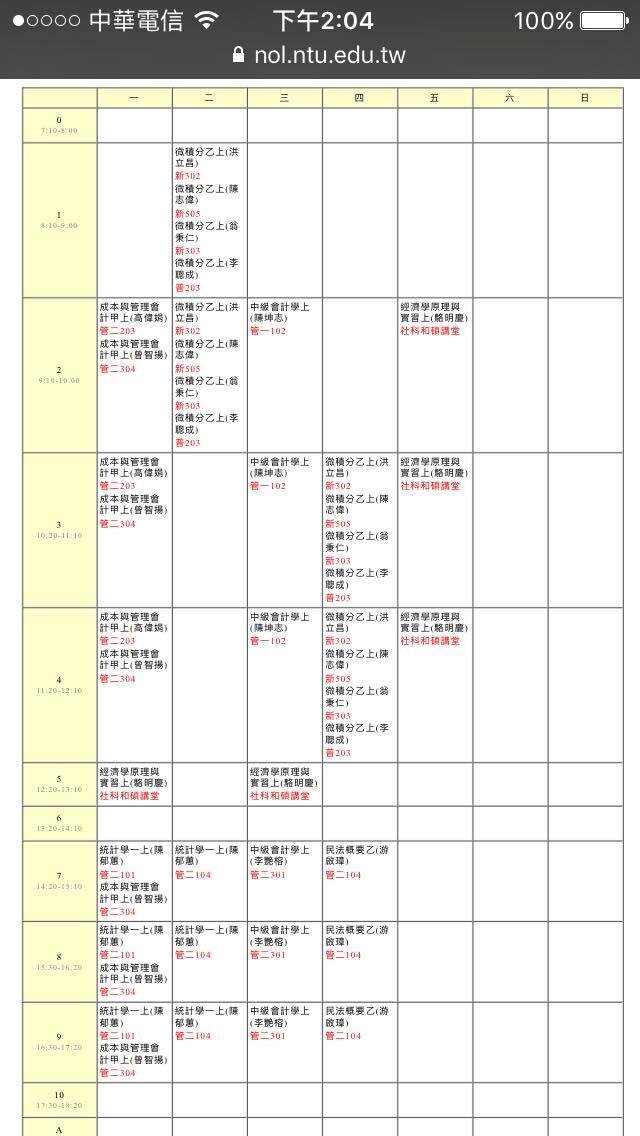 中華電信
下午2:04
100%
nol.ntu.edu.tw
一 二 三 四 五 六 日
0
7:10-8:00
1
8:10-9:00
微積分乙上(洪
立昌)
新302
微積分乙上(陳
志偉)
新505
微積分乙上(翁
秉仁)
新303
微積分乙上(李
聰成)
普203
2
9:10-10:00
成本與管理會
計甲上(高偉娟)
管二203
成本與管理會
計甲上(曾智揚)
管二304
微積分乙上(洪
立昌)
新302
微積分乙上(陳
志偉)
新505
微積分乙上(翁
秉仁)
新303
微積分乙上(李
聰成)
普203
中級會計學上
(陳坤志)
管一102
經濟學原理與
實習上(駱明慶)
社科和碩講堂
3
10:20-11:10
成本與管理會
計甲上(高偉娟)
管二203
成本與管理會
計甲上(曾智揚)
管二304
中級會計學上
(陳坤志)
管一102
微積分乙上(洪
立昌)
新302
微積分乙上(陳
志偉)
新505
微積分乙上(翁
秉仁)
新303
微積分乙上(李
聰成)
普203
經濟學原理與
實習上(駱明慶)
社科和碩講堂
4
11:20-12:10
成本與管理會
計甲上(高偉娟)
管二203
成本與管理會
計甲上(曾智揚)
管二304
中級會計學上
(陳坤志)
管一102
微積分乙上(洪
立昌)
新302
微積分乙上(陳
志偉)
新505
微積分乙上(翁
秉仁)
新303
微積分乙上(李
聰成)
普203
經濟學原理與
實習上(駱明慶)
社科和碩講堂
5
12:20-13:10
經濟學原理與
實習上(駱明慶)
社科和碩講堂
經濟學原理與
實習上(駱明慶)
社科和碩講堂
6
13:20-14:10
7
14:20-15:10
統計學一上(陳
郁蕙)
管二101
成本與管理會
計甲上(曾智揚)
管二304
統計學一上(陳
郁蕙)
管二104
中級會計學上
(李艷榕)
管二301
民法概要乙(游
啟璋)
管二104
8
15:30-16:20
統計學一上(陳
郁蕙)
管二101
成本與管理會
計甲上(曾智揚)
管二304
統計學一上(陳
郁蕙)
管二104
中級會計學上
(李艷榕)
管二301
民法概要乙(游
啟璋)
管二104
9
16:30-17:20
統計學一上(陳
郁蕙)
管二101
成本與管理會
計甲上(曾智揚)
管二304
統計學一上(陳
郁蕙)
管二104
中級會計學上
(李艷榕)
管二301
民法概要乙(游
啟璋)
管二104
10
17:30-18:20
A